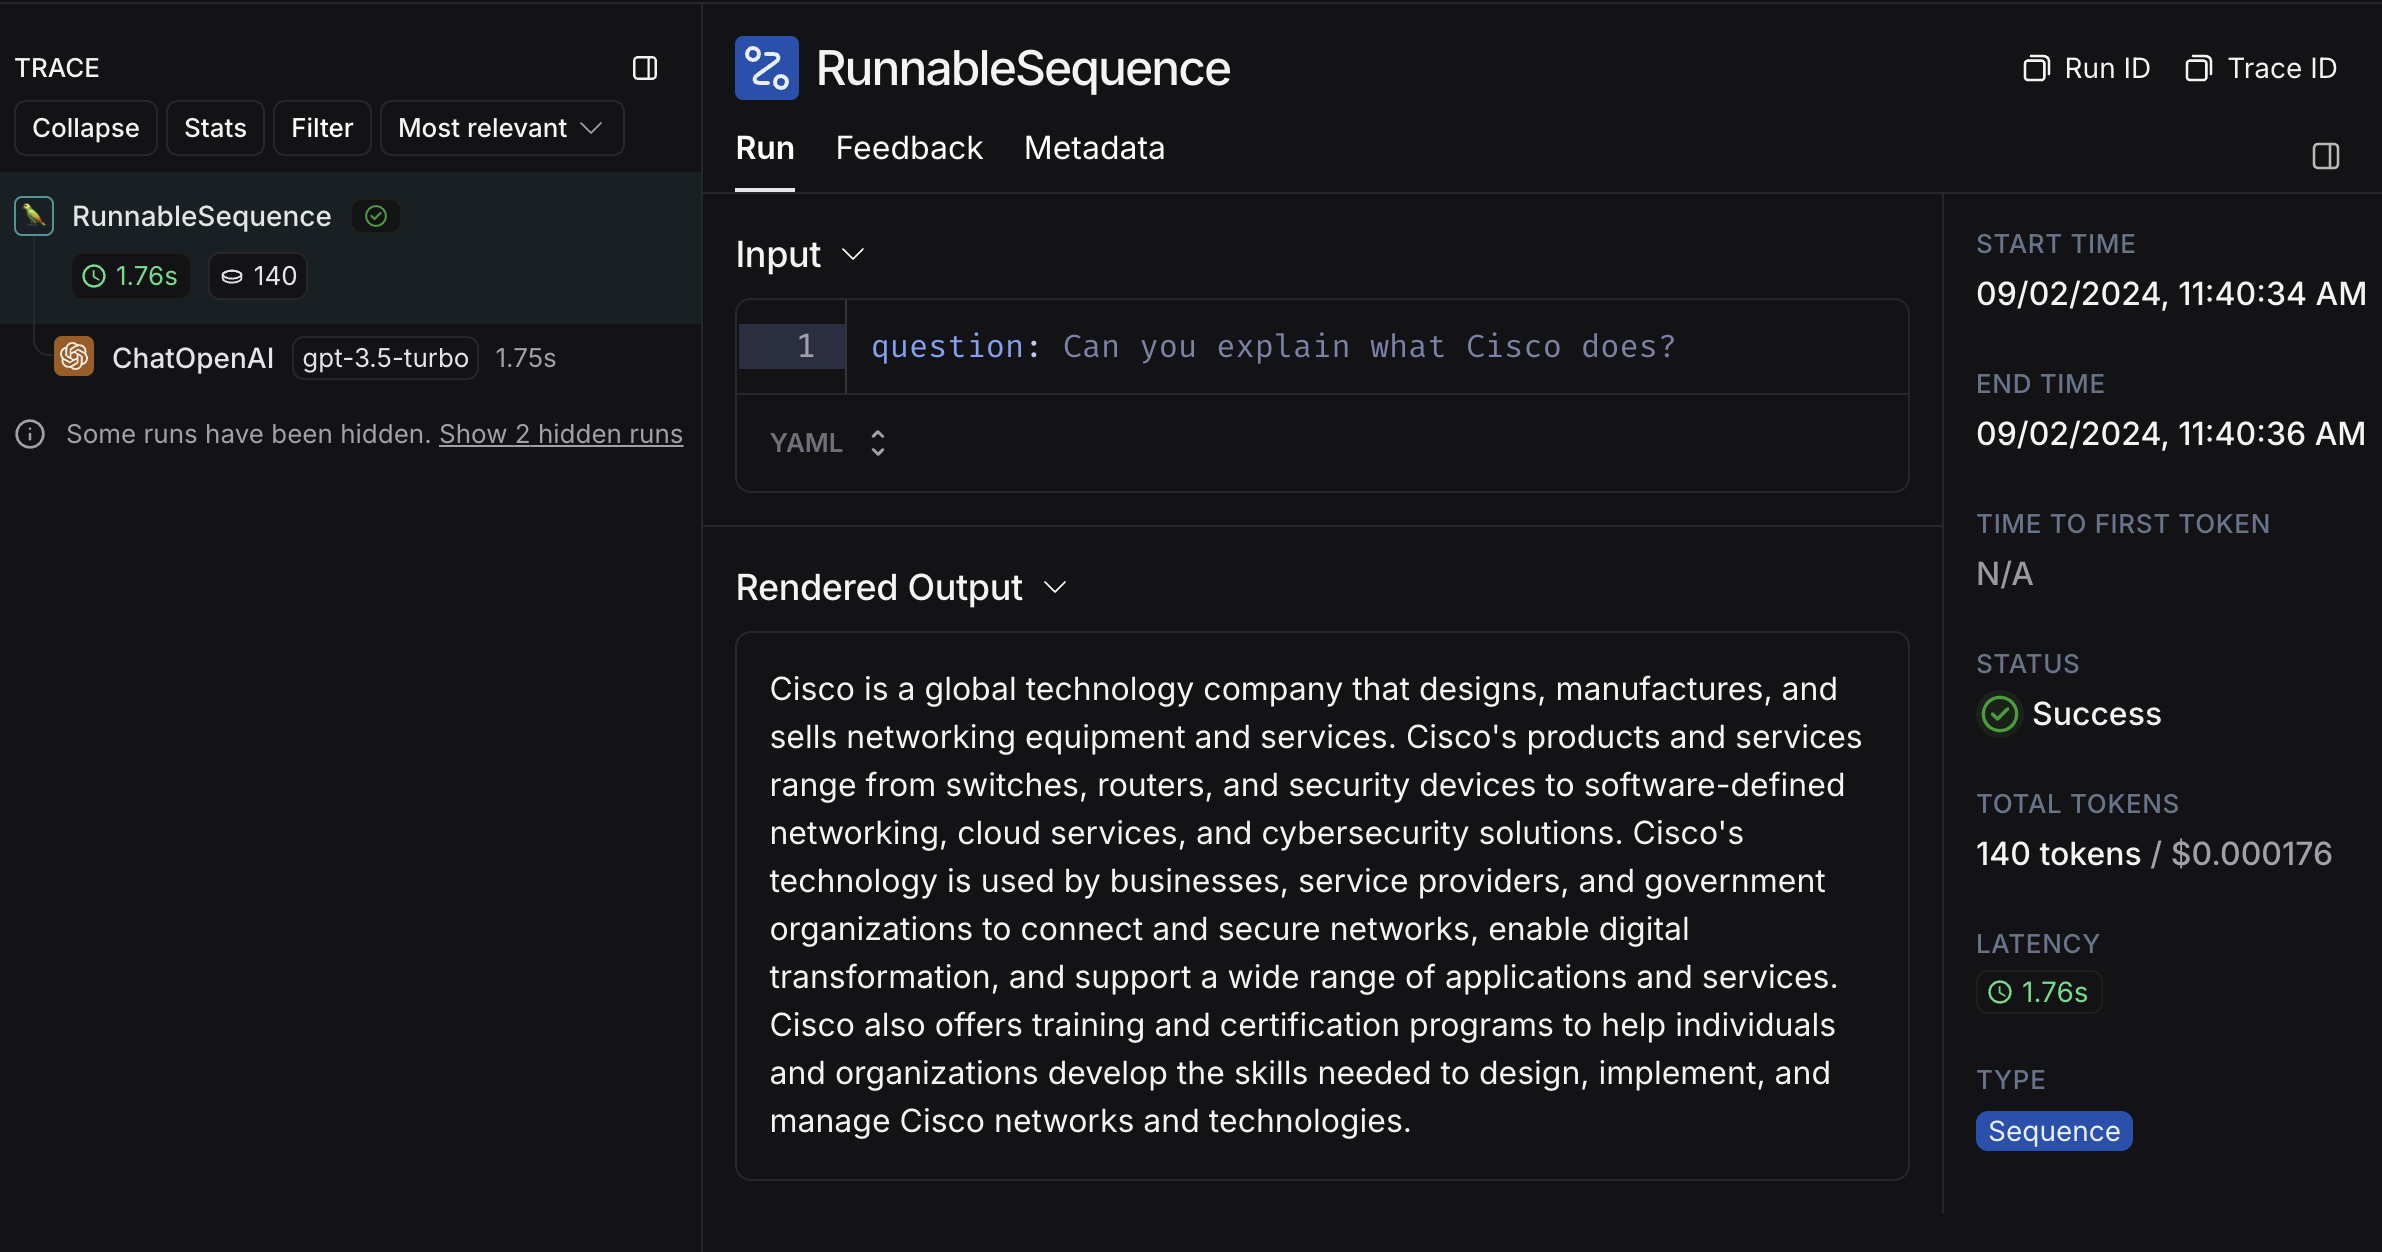 TRACE
Collapse Stats Filter Most relevant
RunnableSequence
1.76s 140
ChatOpenAI gpt-3.5-turbo 1.75s
Some runs have been hidden. Show 2 hidden runs
RunnableSequence
Run ID Trace ID
Run Feedback Metadata
Input
1 question: Can you explain what Cisco does?
YAML
Rendered Output
Cisco is a global technology company that designs, manufactures, and
sells networking equipment and services. Cisco's products and services
range from switches, routers, and security devices to software-defined
networking, cloud services, and cybersecurity solutions. Cisco's
technology is used by businesses, service providers, and government
organizations to connect and secure networks, enable digital
transformation, and support a wide range of applications and services.
Cisco also offers training and certification programs to help individuals
and organizations develop the skills needed to design, implement, and
manage Cisco networks and technologies.
START TIME
09/02/2024, 11:40:34 AM
END TIME
09/02/2024, 11:40:36 AM
TIME TO FIRST TOKEN
N/A
STATUS
Success
TOTAL TOKENS
140 tokens / $0.000176
LATENCY
1.76s
TYPE
Sequence